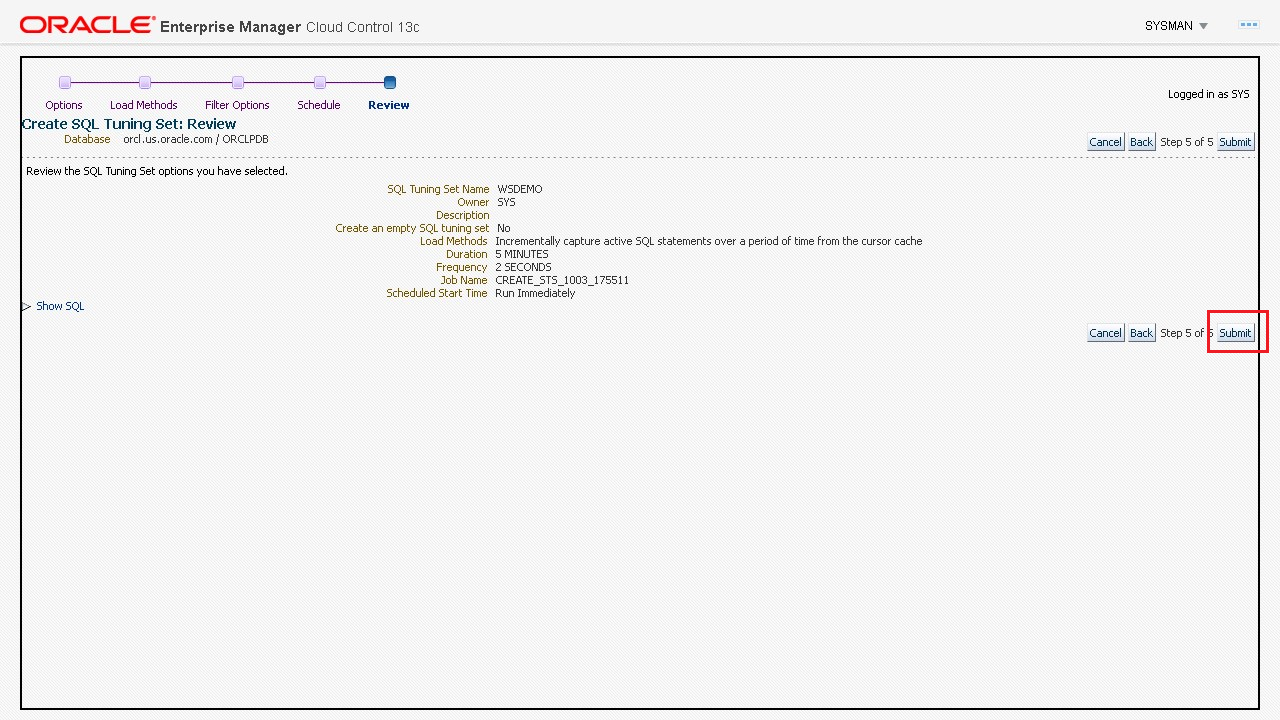 ORACLE Enterprise Manager Cloud Control 13c
SYSMAN
Options Load Methods Filter Options Schedule Review
Logged in as SYS
Create SQL Tuning Set: Review
Database orcl.us.oracle.com / ORCLPDB
Cancel Back Step 5 of 5 Submit
Review the SQL Tuning Set options you have selected.
SQL Tuning Set Name WSDEMO
Owner SYS
Description
Create an empty SQL tuning set No
Load Methods Incrementally capture active SQL statements over a period of time from the cursor cache
Duration 5 MINUTES
Frequency 2 SECONDS
Job Name CREATE_STS_1003_175511
Scheduled Start Time Run Immediately
Show SQL
Cancel Back Step 5 of 5 Submit